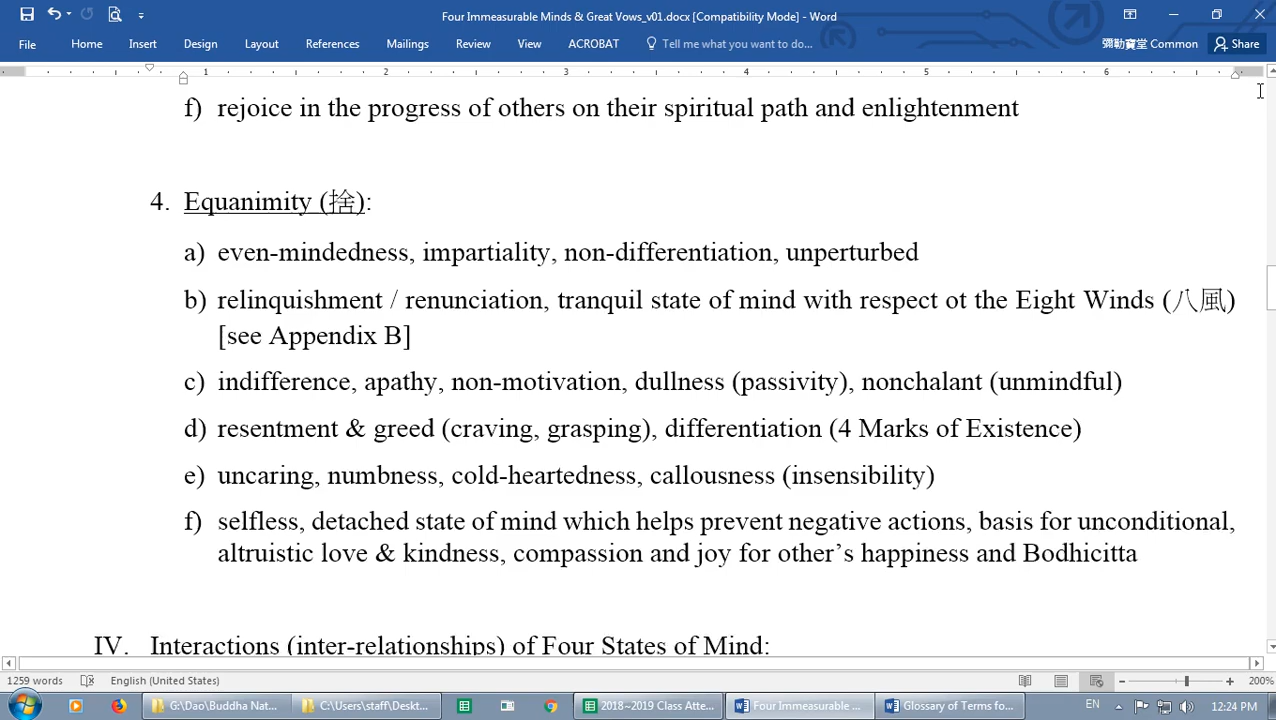 Four Immeasurable Minds & Great Vows_v01.docx [Compatibility Mode] - Word
File Home Insert Design Layout References Mailings Review View ACROBAT Tell me what you want to do... 彌勒寶堂 Common Share
1 2 3 4 5 6
f) rejoice in the progress of others on their spiritual path and enlightenment
4. Equanimity (捨):
a) even-mindedness, impartiality, non-differentiation, unperturbed
b) relinquishment / renunciation, tranquil state of mind with respect ot the Eight Winds (八風)
[see Appendix B]
c) indifference, apathy, non-motivation, dullness (passivity), nonchalant (unmindful)
d) resentment & greed (craving, grasping), differentiation (4 Marks of Existence)
e) uncaring, numbness, cold-heartedness, callousness (insensibility)
f) selfless, detached state of mind which helps prevent negative actions, basis for unconditional,
altruistic love & kindness, compassion and joy for other's happiness and Bodhicitta
IV. Interactions (inter-relationships) of Four States of Mind:
1259 words English (United States) 200%
G:\Dao\Buddha Nat... C:\Users\staff\Deskt... 2018~2019 Class Atte... Four Immeasurable ... Glossary of Terms fo... EN 12:24 PM